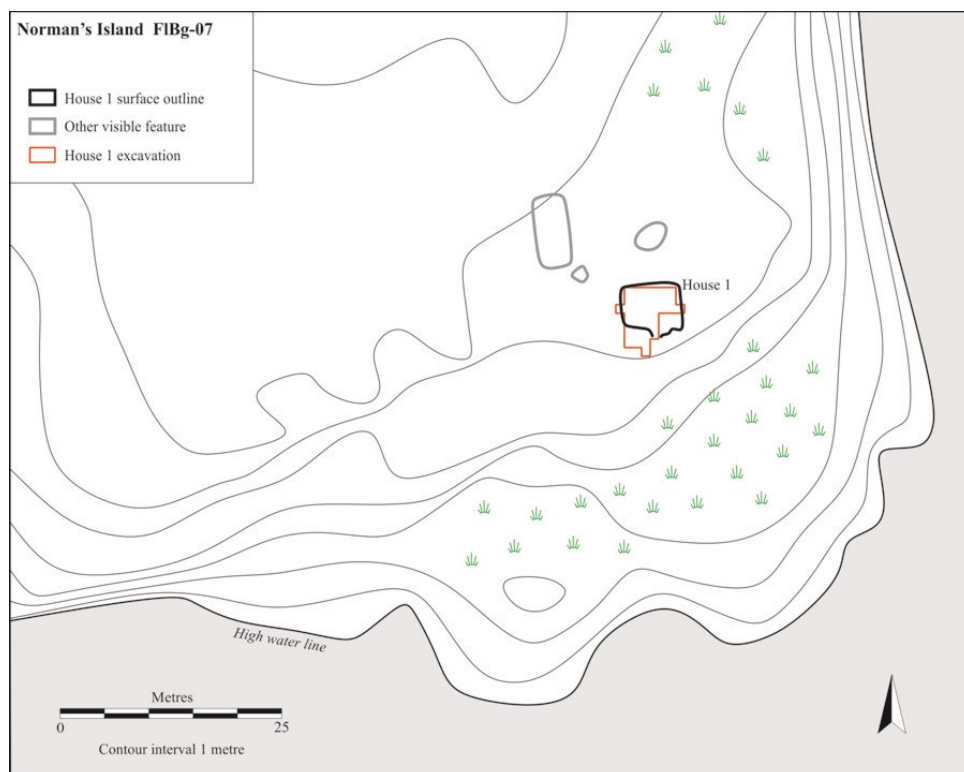 Norman's Island FlBg-07
House 1 surface outline
Other visible feature
House 1 excavation
House 1
High water line
Metres
0 25
Contour interval 1 metre